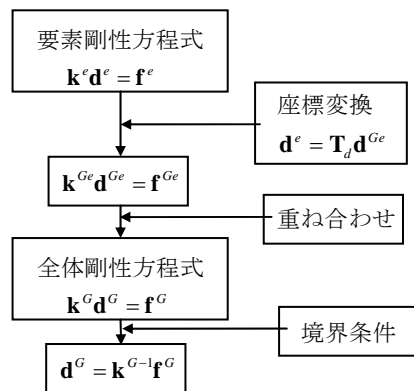 要素剛性方程式
k^e d^e = f^e
座標変換
d^e = T_d d^{Ge}
k^{Ge} d^{Ge} = f^{Ge}
重ね合わせ
全体剛性方程式
k^G d^G = f^G
境界条件
d^G = k^{G-1} f^G